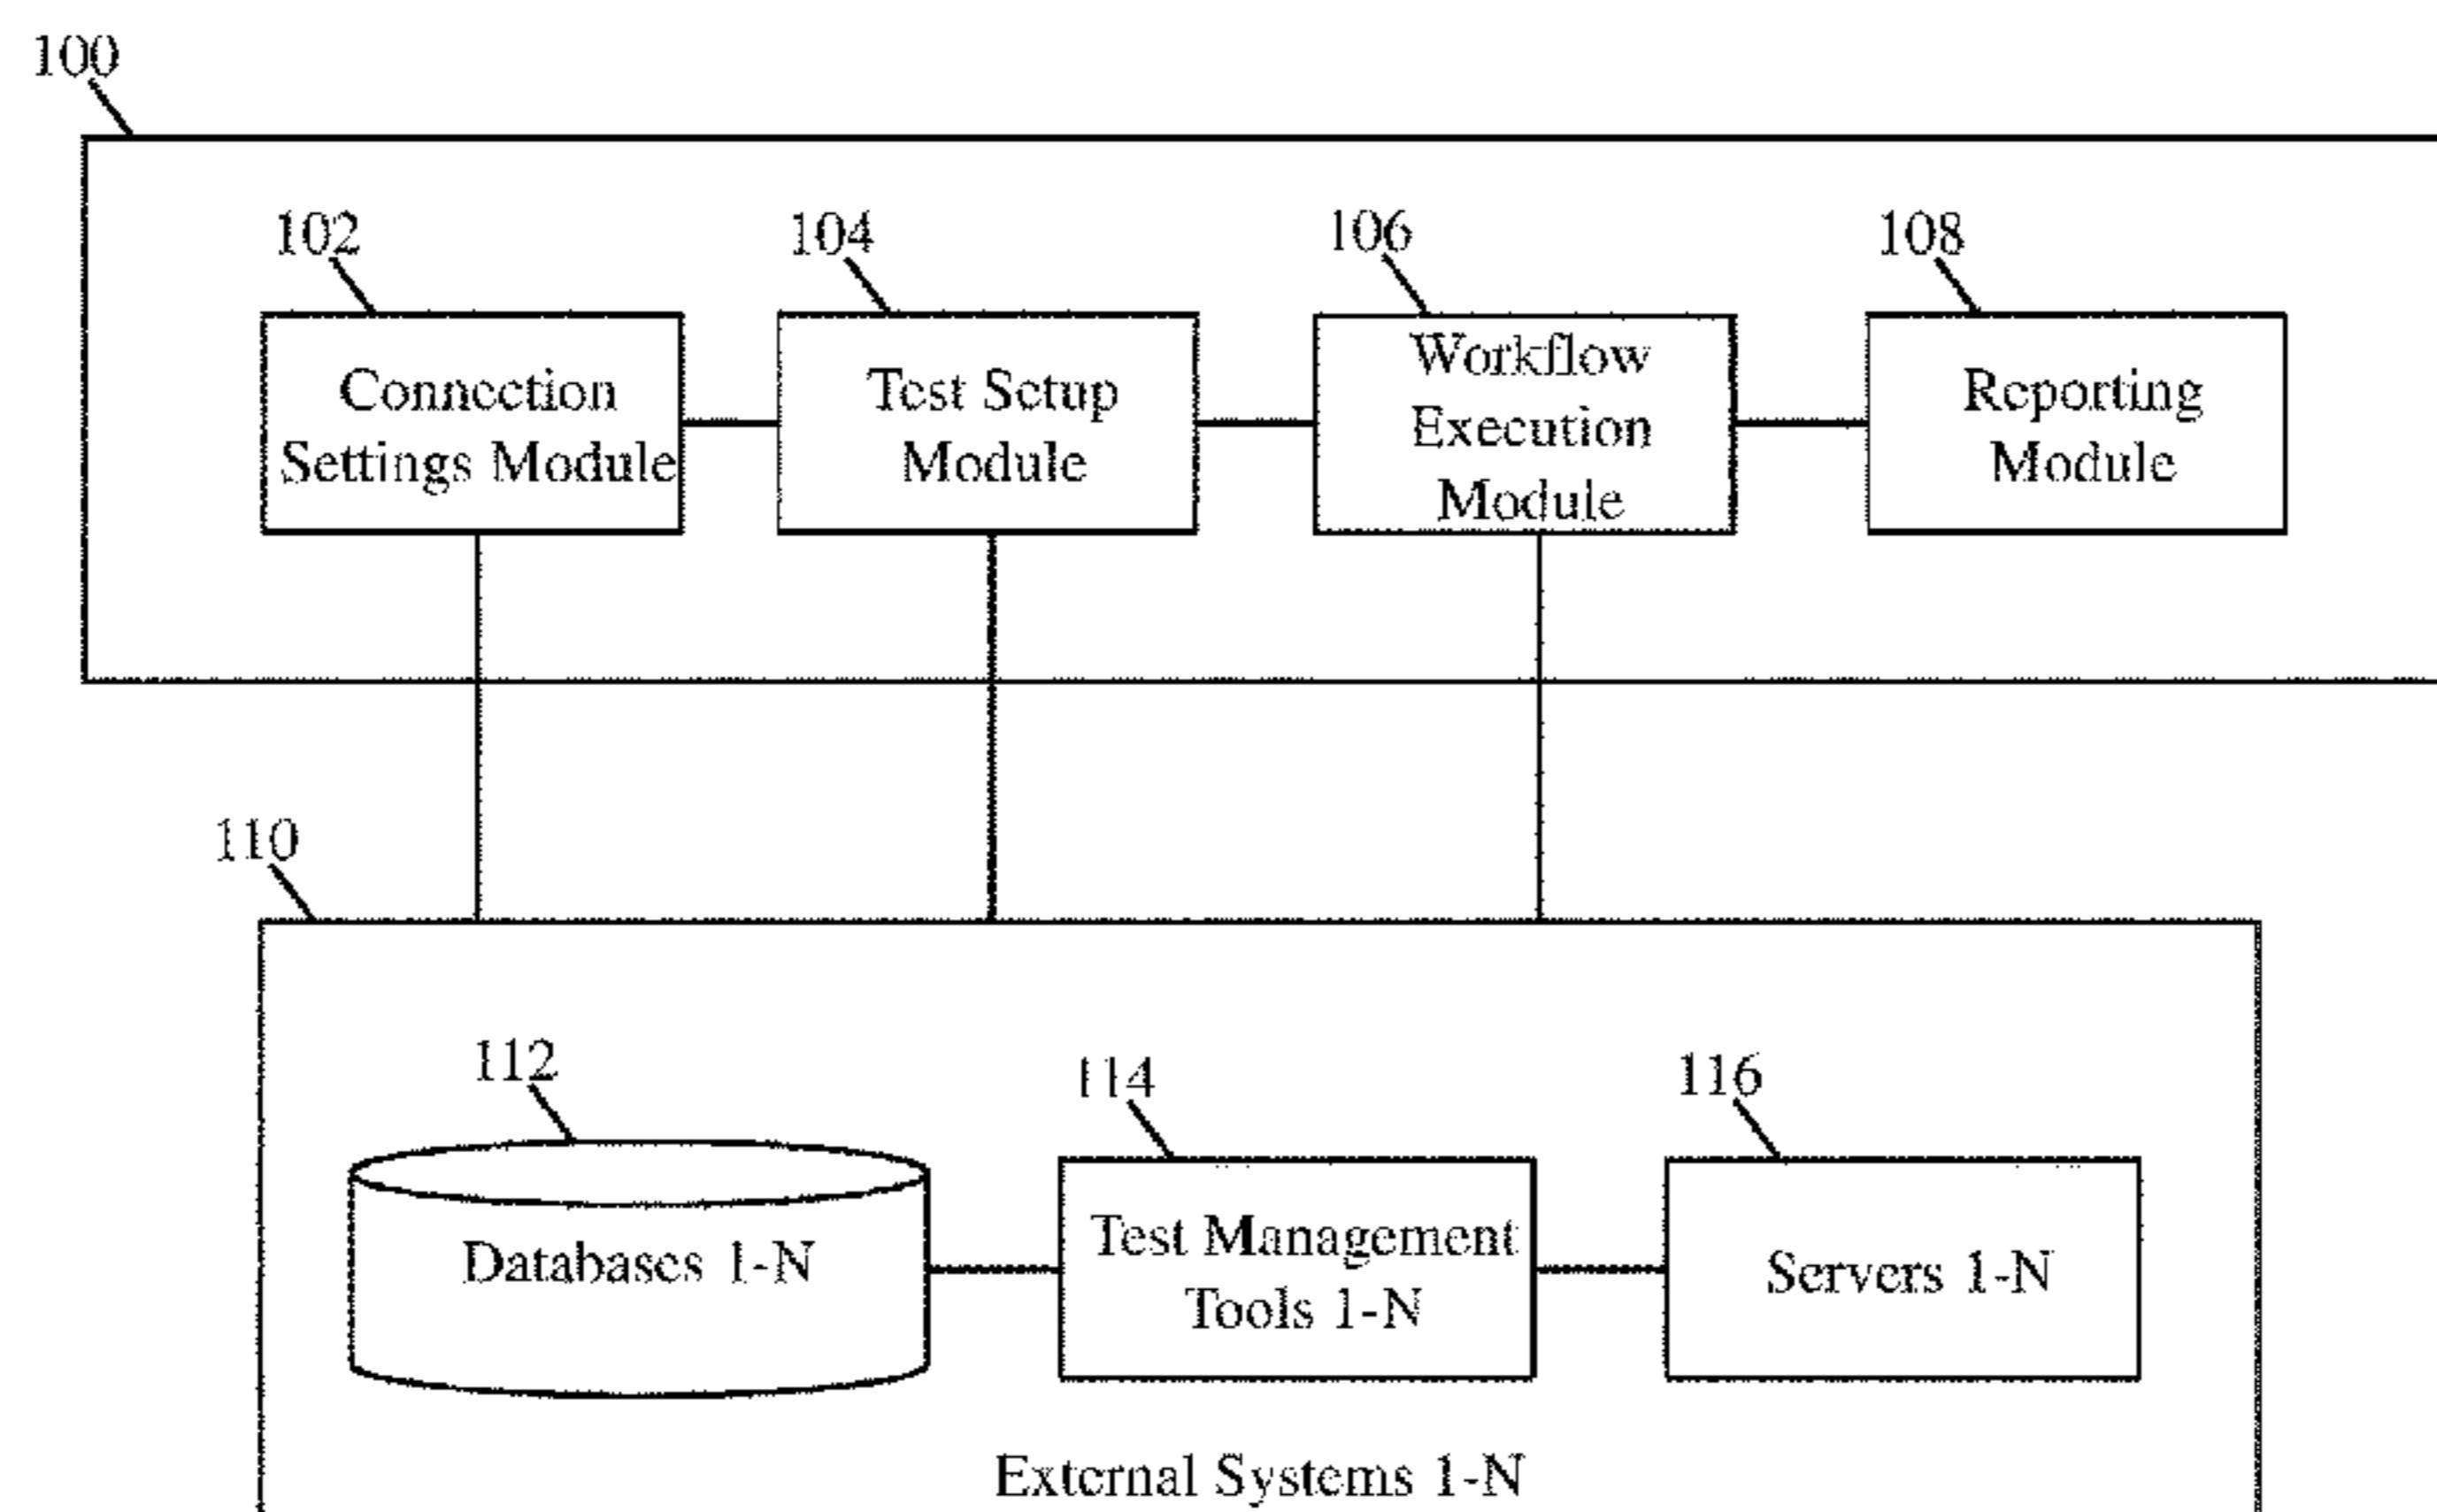 100
102
104
106
108
Connection
Settings Module
Test Setup
Module
Workflow
Execution
Module
Reporting
Module
110
112
114
116
Databases 1-N
Test Management
Tools 1-N
Servers 1-N
External Systems 1-N